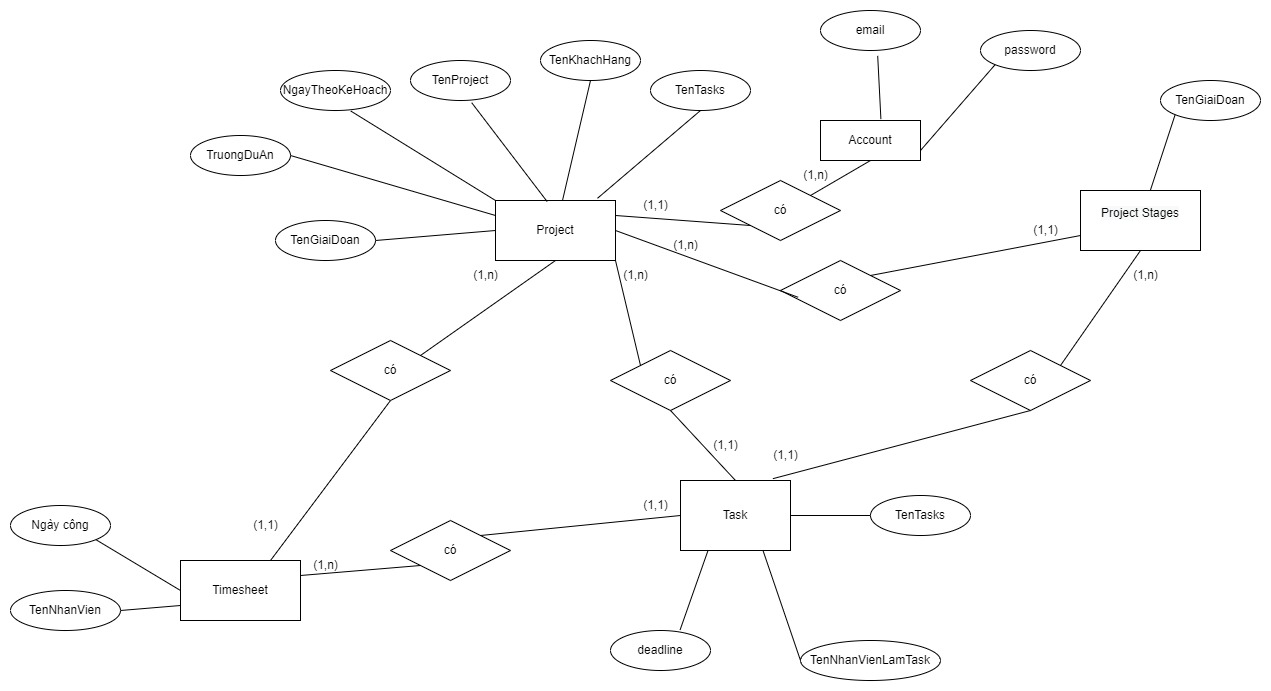 email
password
TenKhachHang
TenProject
NgayTheoKeHoach
TenTasks
TenGiaiDoan
Account
TruongDuAn
(1,n)
(1,1)
có
Project Stages
Project
TenGiaiDoan
(1,n)
(1,1)
(1,n)
(1,n)
(1,n)
có
có
có
có
(1,1)
(1,1)
(1,1)
(1,1)
Ngày công
Task
TenTasks
có
(1,n)
Timesheet
TenNhanVien
deadline
TenNhanVienLamTask